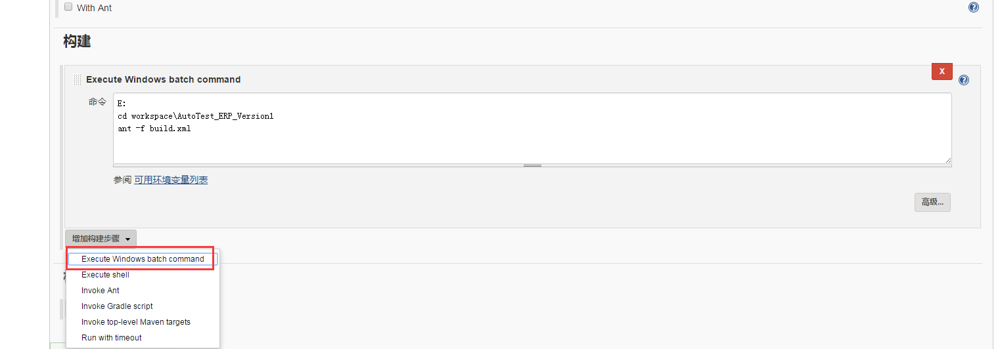 With Ant
构建
Execute Windows batch command
X
命令
E:
cd workspace\AutoTest_ERP_Version1
ant -f build.xml
参阅 可用环境变量列表
高级...
增加构建步骤
Execute Windows batch command
Execute shell
Invoke Ant
Invoke Gradle script
Invoke top-level Maven targets
Run with timeout